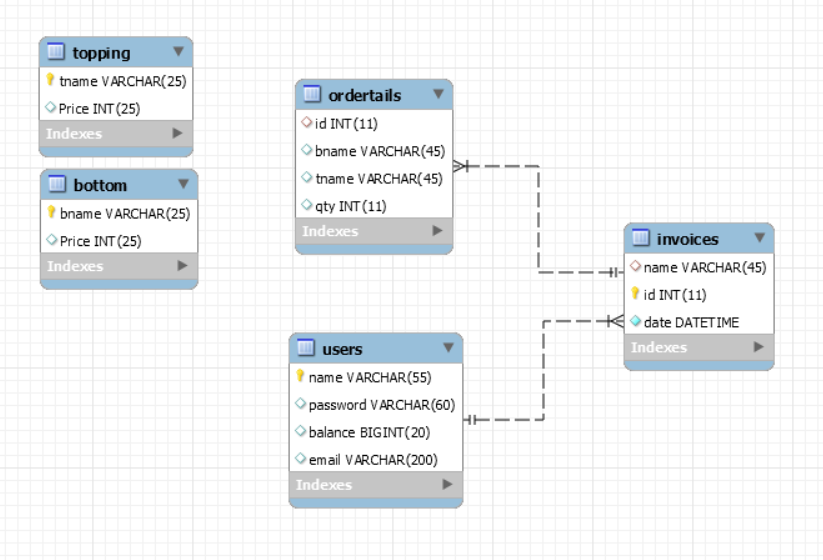 topping
tname VARCHAR(25)
Price INT(25)
Indexes
bottom
bname VARCHAR(25)
Price INT(25)
Indexes
ordertails
id INT(11)
bname VARCHAR(45)
tname VARCHAR(45)
qty INT(11)
Indexes
users
name VARCHAR(55)
password VARCHAR(60)
balance BIGINT(20)
email VARCHAR(200)
Indexes
invoices
name VARCHAR(45)
id INT(11)
date DATETIME
Indexes